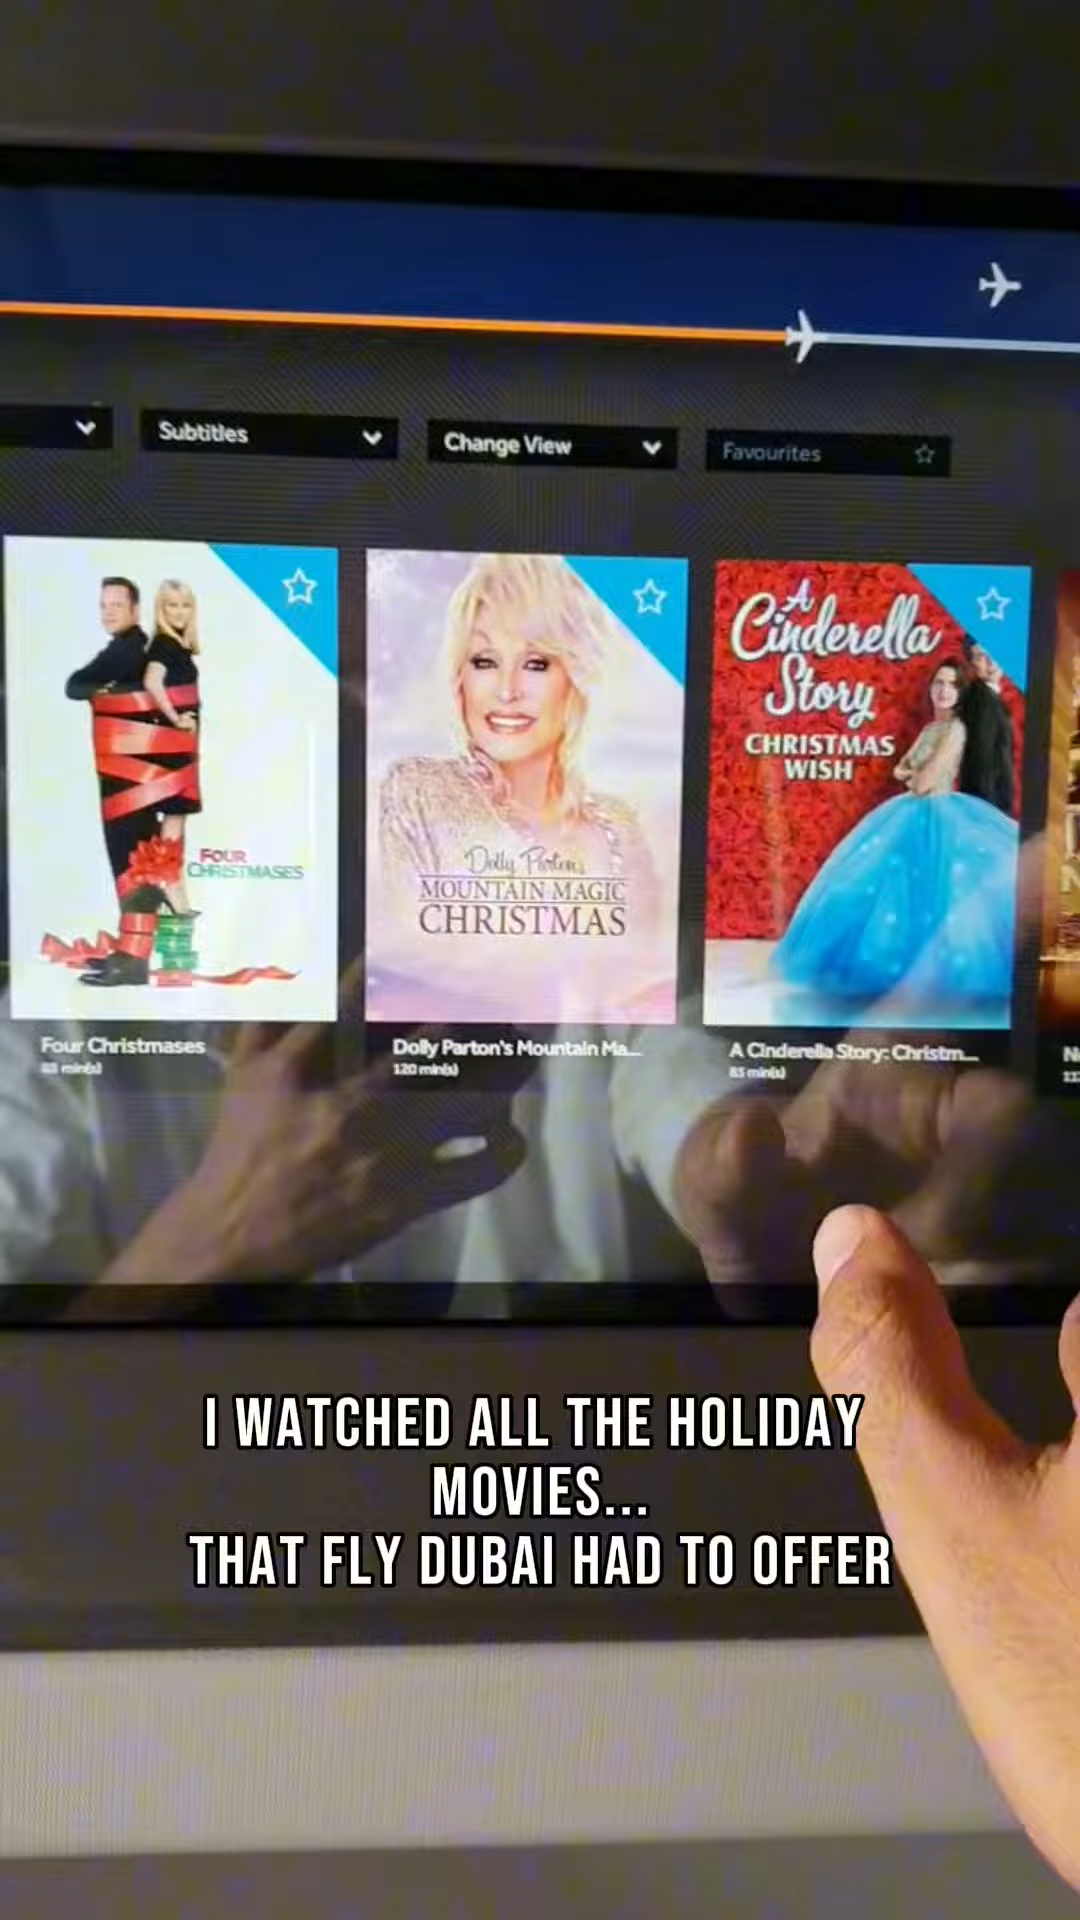 Subtitles
Change View
Favourites
FOUR
CHRISTMASES
Dolly Parton's
MOUNTAIN MAGIC
CHRISTMAS
A
Cinderella
Story
CHRISTMAS
WISH
Four Christmases
Dolly Parton's Mountain Ma...
120 min(s)
A Cinderella Story: Christm...
I WATCHED ALL THE HOLIDAY
MOVIES...
THAT FLY DUBAI HAD TO OFFER